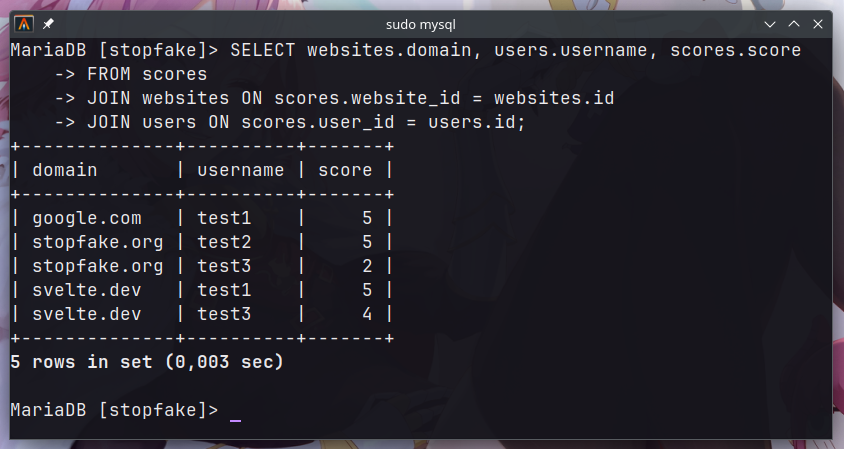 sudo mysql
MariaDB [stopfake]> SELECT websites.domain, users.username, scores.score
    -> FROM scores
    -> JOIN websites ON scores.website_id = websites.id
    -> JOIN users ON scores.user_id = users.id;
+--------------+----------+-------+
| domain       | username | score |
+--------------+----------+-------+
| google.com   | test1    |     5 |
| stopfake.org | test2    |     5 |
| stopfake.org | test3    |     2 |
| svelte.dev   | test1    |     5 |
| svelte.dev   | test3    |     4 |
+--------------+----------+-------+
5 rows in set (0,003 sec)
MariaDB [stopfake]> _